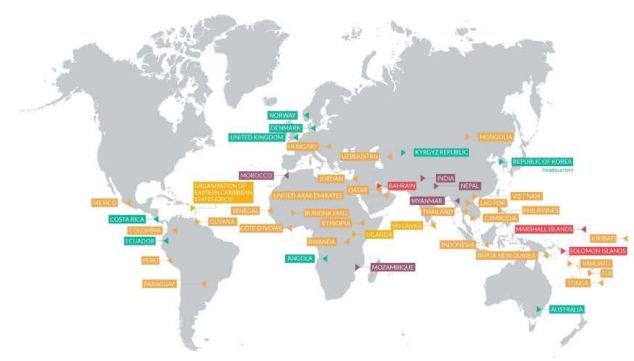 NORWAY
DENMARK
UNITED KINGDOM
HUNGARY
MONGOLIA
UZBEKISTAN
KYRGYZ REPUBLIC
REPUBLIC OF KOREA
headquarters
MOROCCO
JORDAN
INDIA
ORGANISATION OF
EASTERN CARIBBEAN
STATES (OECS)
UNITED ARAB EMIRATES
QATAR
BAHRAIN
NEPAL
MEXICO
MYANMAR
LAO PDR
VIET NAM
SENEGAL
BURKINA FASO
THAILAND
PHILIPPINES
COSTA RICA
GUYANA
ETHIOPIA
SRI LANKA
CAMBODIA
COLOMBIA
CÔTE D'IVOIRE
UGANDA
MARSHALL ISLANDS
ECUADOR
RWANDA
INDONESIA
KIRIBATI
PERU
ANGOLA
PAPUA NEW GUINEA
SOLOMON ISLANDS
MOZAMBIQUE
VANUATU
FIJI
PARAGUAY
TONGA
AUSTRALIA